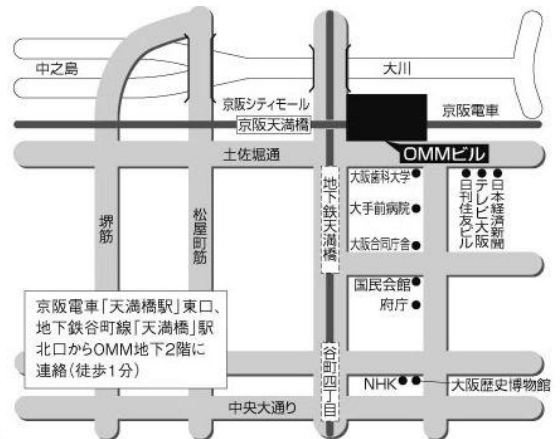 中之島
大川
京阪シティモール
京阪天満橋
京阪電車
OMMビル
土佐堀通
地下鉄天満橋
大阪歯科大学
大手前病院
大阪合同庁舎
国民会館
府庁
日刊住友ビル
テレビ大阪
日本経済新聞
堺筋
松屋町筋
京阪電車「天満橋駅」東口、
地下鉄谷町線「天満橋」駅
北口からOMM地下2階に
連絡(徒歩1分)
谷町四丁目
NHK
大阪歴史博物館
中央大通り